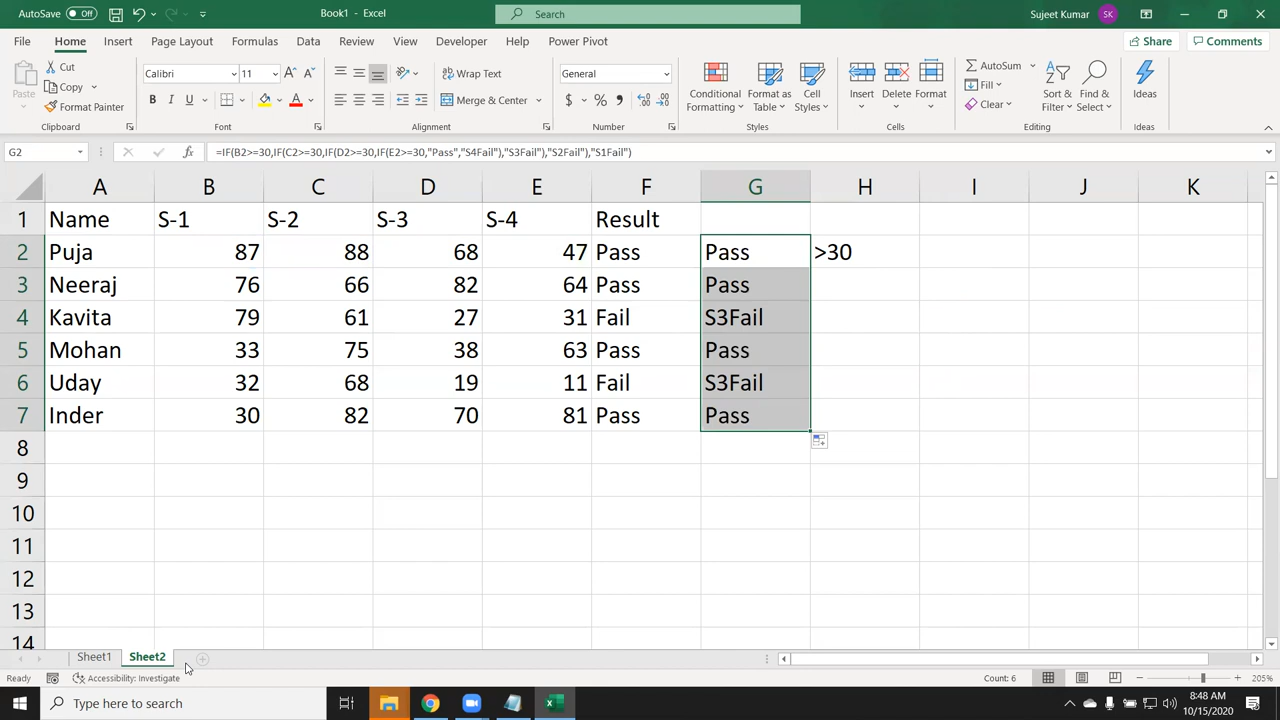 AutoSave Off Book1 - Excel Search Sujeet Kumar SK
File Home Insert Page Layout Formulas Data Review View Developer Help Power Pivot Share Comments
Paste Cut Copy Format Painter Clipboard
Calibri 11 A A B I U A Font
Wrap Text Merge & Center Alignment
General $ % , Number
Conditional Formatting Format as Table Cell Styles Styles
Insert Delete Format Cells
AutoSum Fill Clear Sort & Filter Find & Select Editing
Ideas Ideas
G2 fx =IF(B2>=30,IF(C2>=30,IF(D2>=30,IF(E2>=30,"Pass","S4Fail"),"S3Fail"),"S2Fail"),"S1Fail")
A B C D E F G H I J K
1 Name S-1 S-2 S-3 S-4 Result
2 Puja 87 88 68 47 Pass Pass >30
3 Neeraj 76 66 82 64 Pass Pass
4 Kavita 79 61 27 31 Fail S3Fail
5 Mohan 33 75 38 63 Pass Pass
6 Uday 32 68 19 11 Fail S3Fail
7 Inder 30 82 70 81 Pass Pass
8
9
10
11
12
13
14
Sheet1 Sheet2
Ready Accessibility: Investigate Count: 6 205%
Type here to search 8:48 AM
10/15/2020